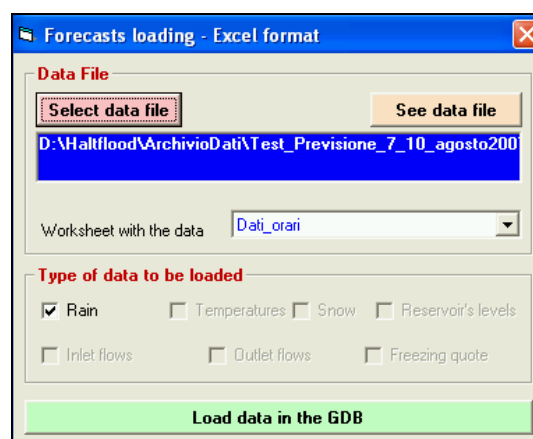 Forecasts loading - Excel format
Data File
Select data file See data file
D:\Haltflood\ArchivioDati\Test_Previsione_7_10_agosto200
Worksheet with the data Dati_orari
Type of data to be loaded
Rain Temperatures Snow Reservoir's levels
Inlet flows Outlet flows Freezing quote
Load data in the GDB